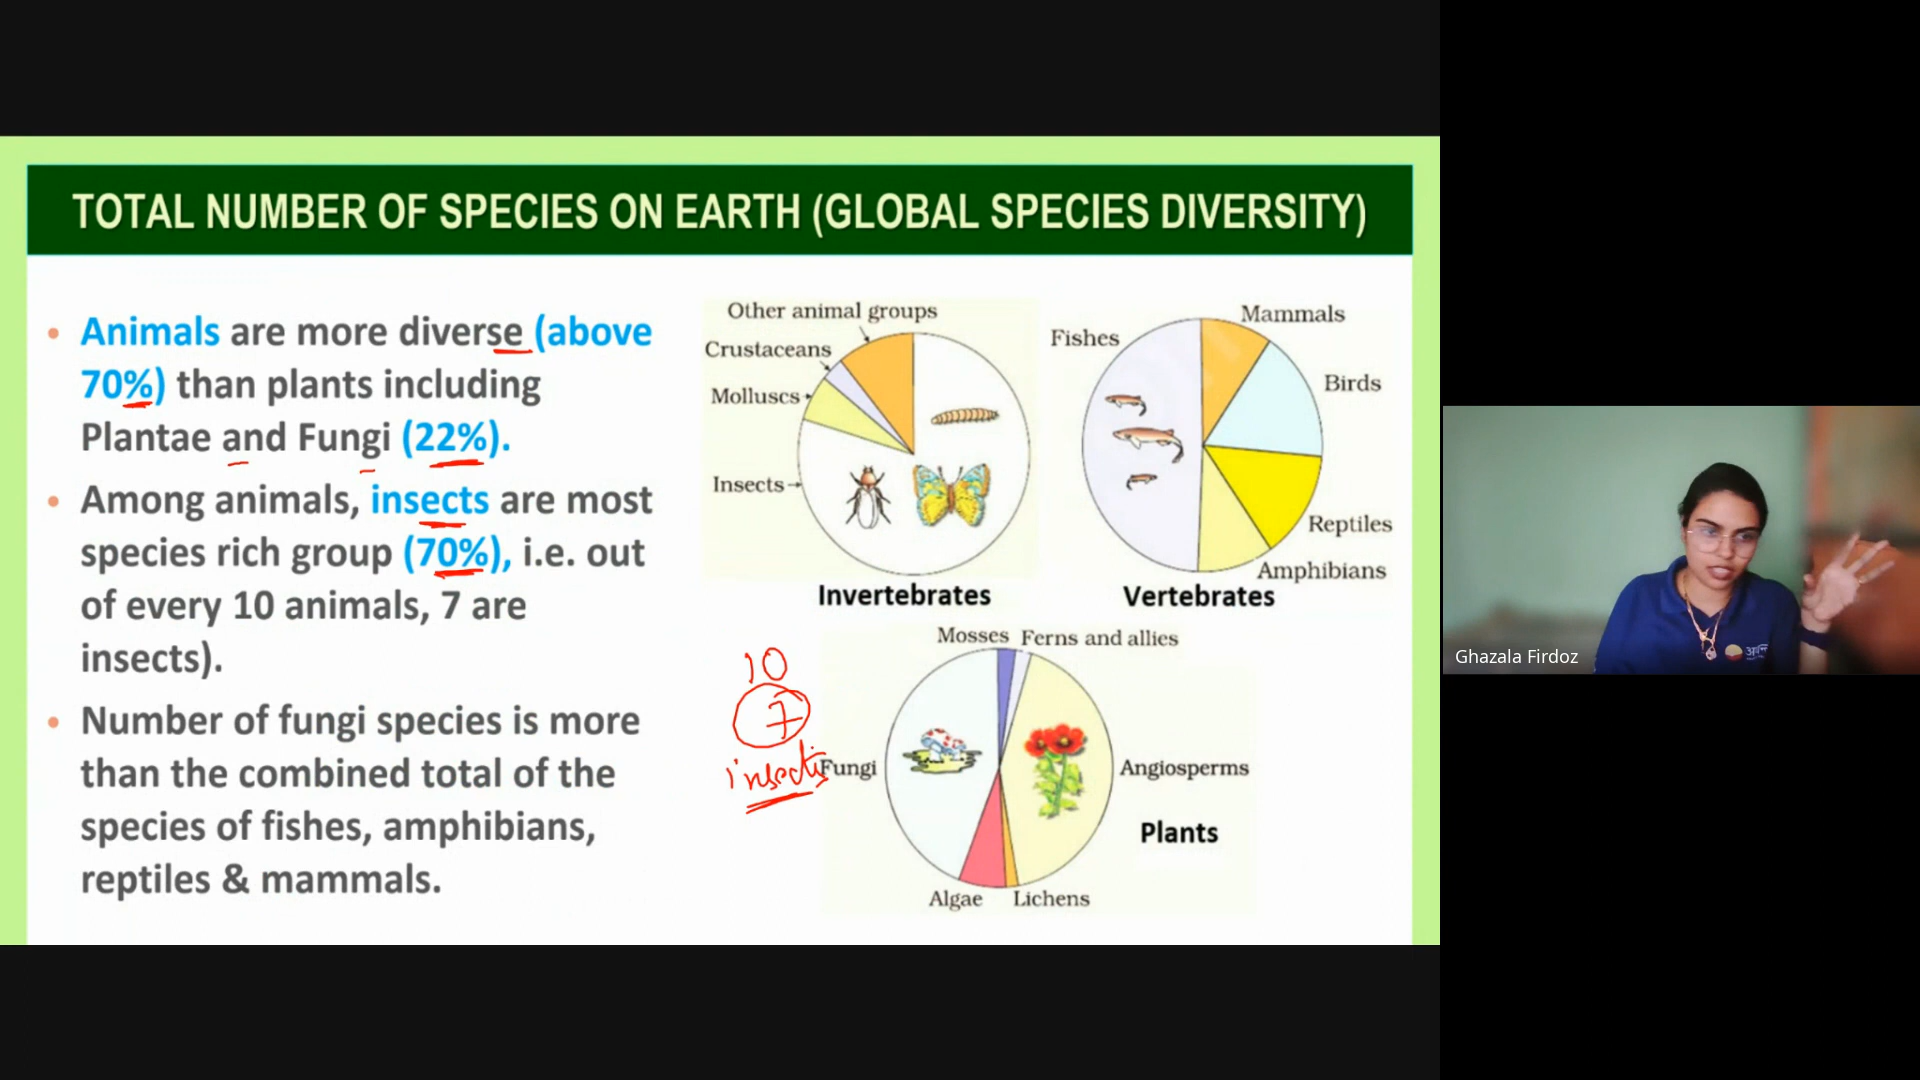 TOTAL NUMBER OF SPECIES ON EARTH (GLOBAL SPECIES DIVERSITY)
• Animals are more diverse (above
70%) than plants including
Plantae and Fungi (22%).
• Among animals, insects are most
species rich group (70%), i.e. out
of every 10 animals, 7 are
insects).
• Number of fungi species is more
than the combined total of the
species of fishes, amphibians,
reptiles & mammals.
Other animal groups
Crustaceans
Molluscs
Insects
Invertebrates
Mammals
Fishes
Birds
Reptiles
Amphibians
Vertebrates
Mosses Ferns and allies
10
7
insects
Fungi
Angiosperms
Plants
Algae
Lichens
Ghazala Firdoz